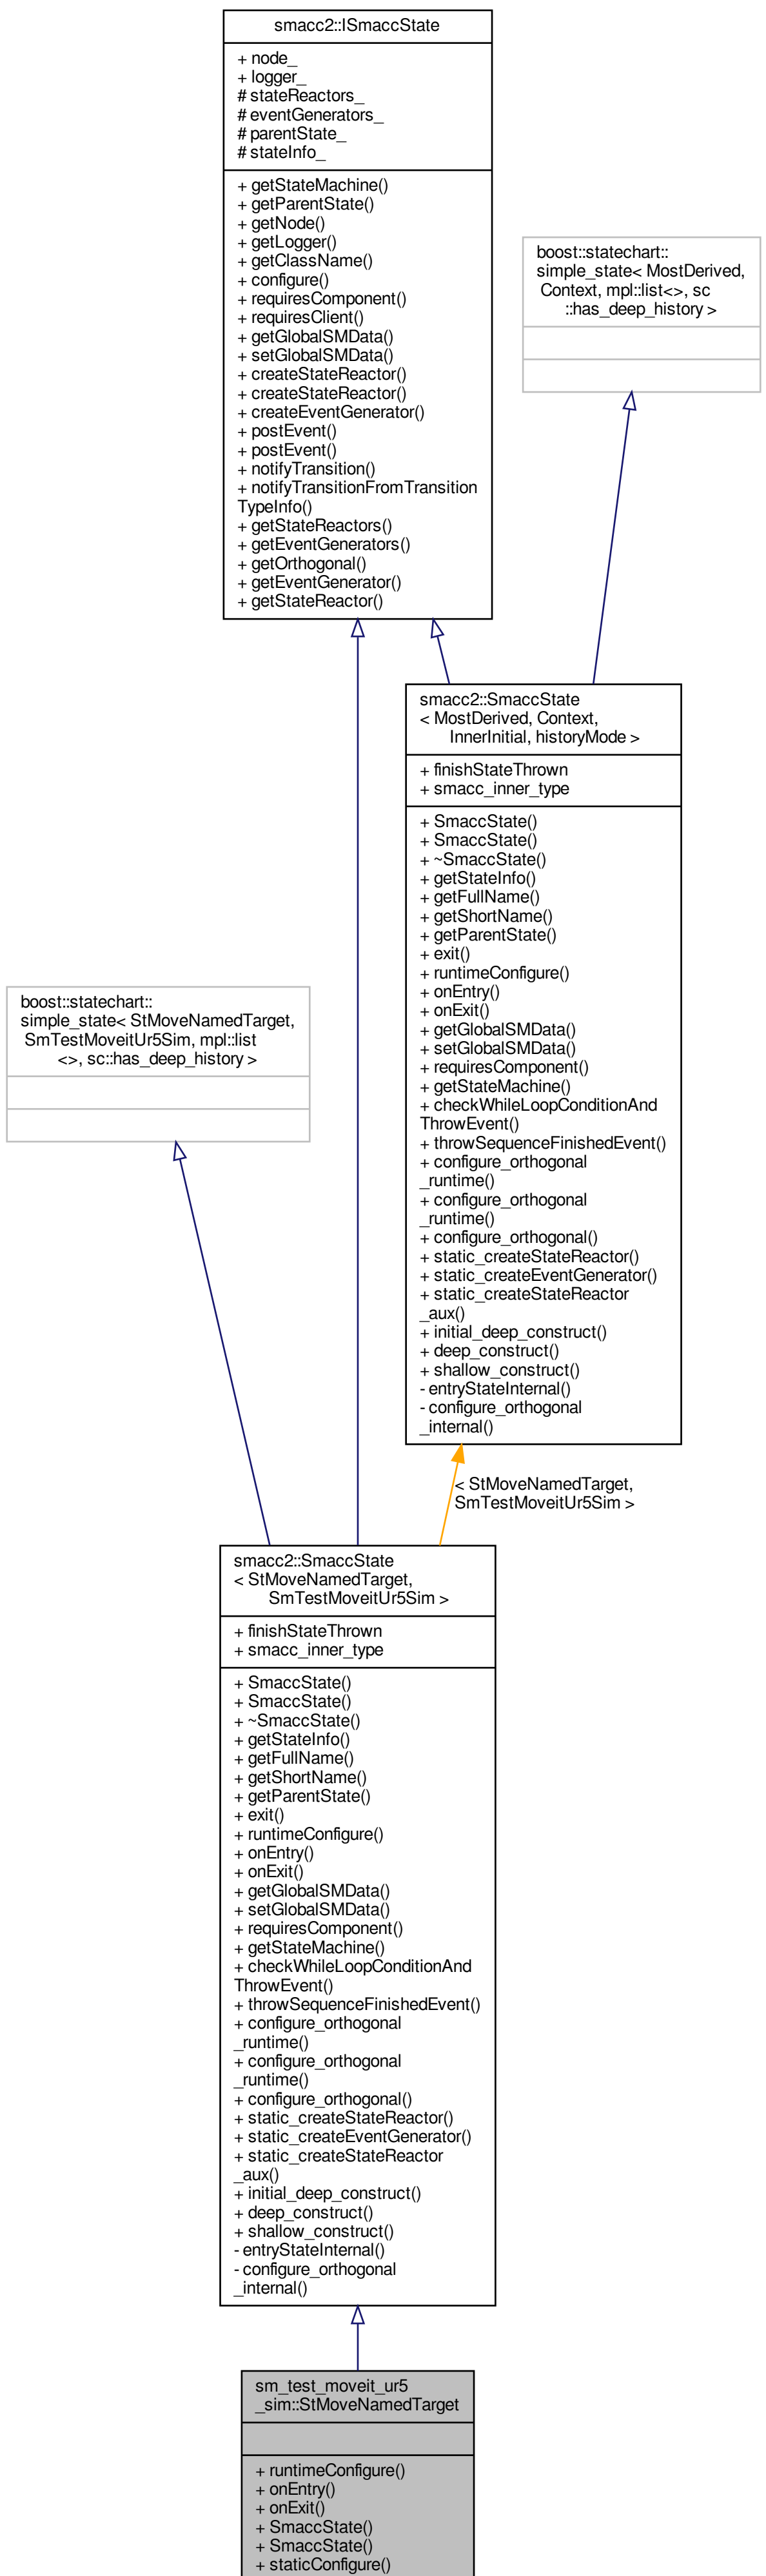 smacc2::ISmaccState
+ node_
+ logger_
# stateReactors_
# eventGenerators_
# parentState_
# stateInfo_
+ getStateMachine()
+ getParentState()
+ getNode()
+ getLogger()
+ getClassName()
+ configure()
+ requiresComponent()
+ requiresClient()
+ getGlobalSMData()
+ setGlobalSMData()
+ createStateReactor()
+ createStateReactor()
+ createEventGenerator()
+ postEvent()
+ postEvent()
+ notifyTransition()
+ notifyTransitionFromTransition
TypeInfo()
+ getStateReactors()
+ getEventGenerators()
+ getOrthogonal()
+ getEventGenerator()
+ getStateReactor()
boost::statechart::
simple_state< MostDerived,
Context, mpl::list<>, sc
::has_deep_history >
smacc2::SmaccState
< MostDerived, Context,
InnerInitial, historyMode >
+ finishStateThrown
+ smacc_inner_type
+ SmaccState()
+ SmaccState()
+ ~SmaccState()
+ getStateInfo()
+ getFullName()
+ getShortName()
+ getParentState()
+ exit()
+ runtimeConfigure()
+ onEntry()
+ onExit()
+ getGlobalSMData()
+ setGlobalSMData()
+ requiresComponent()
+ getStateMachine()
+ checkWhileLoopConditionAnd
ThrowEvent()
+ throwSequenceFinishedEvent()
+ configure_orthogonal
_runtime()
+ configure_orthogonal
_runtime()
+ configure_orthogonal()
+ static_createStateReactor()
+ static_createEventGenerator()
+ static_createStateReactor
_aux()
+ initial_deep_construct()
+ deep_construct()
+ shallow_construct()
- entryStateInternal()
- configure_orthogonal
_internal()
boost::statechart::
simple_state< StMoveNamedTarget,
SmTestMoveitUr5Sim, mpl::list
<>, sc::has_deep_history >
< StMoveNamedTarget,
SmTestMoveitUr5Sim >
smacc2::SmaccState
< StMoveNamedTarget,
SmTestMoveitUr5Sim >
+ finishStateThrown
+ smacc_inner_type
+ SmaccState()
+ SmaccState()
+ ~SmaccState()
+ getStateInfo()
+ getFullName()
+ getShortName()
+ getParentState()
+ exit()
+ runtimeConfigure()
+ onEntry()
+ onExit()
+ getGlobalSMData()
+ setGlobalSMData()
+ requiresComponent()
+ getStateMachine()
+ checkWhileLoopConditionAnd
ThrowEvent()
+ throwSequenceFinishedEvent()
+ configure_orthogonal
_runtime()
+ configure_orthogonal
_runtime()
+ configure_orthogonal()
+ static_createStateReactor()
+ static_createEventGenerator()
+ static_createStateReactor
_aux()
+ initial_deep_construct()
+ deep_construct()
+ shallow_construct()
- entryStateInternal()
- configure_orthogonal
_internal()
sm_test_moveit_ur5
_sim::StMoveNamedTarget
+ runtimeConfigure()
+ onEntry()
+ onExit()
+ SmaccState()
+ SmaccState()
+ staticConfigure()